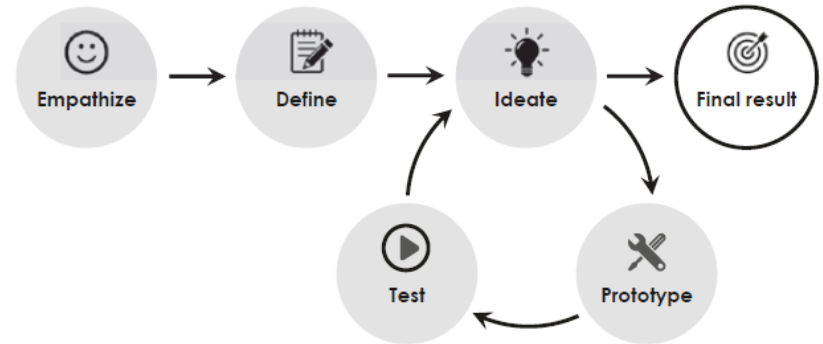 Empathize
Define
Ideate
Final result
Test
Prototype